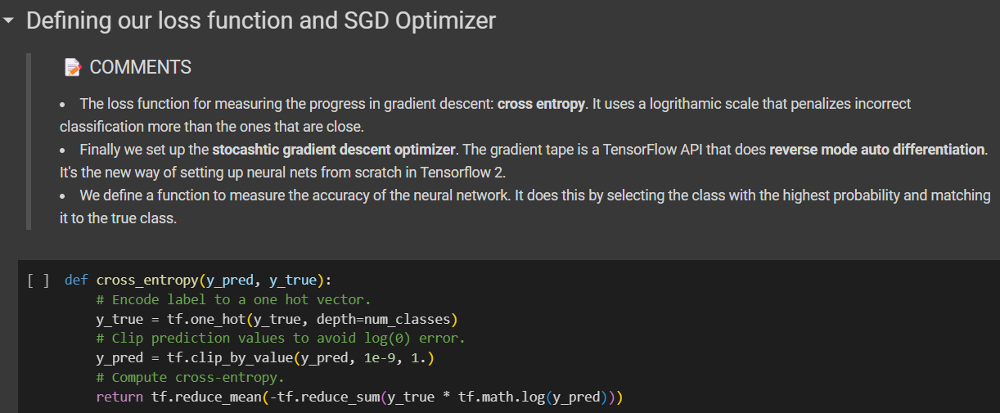 Defining our loss function and SGD Optimizer
📝 COMMENTS
• The loss function for measuring the progress in gradient descent: cross entropy. It uses a logrithamic scale that penalizes incorrect
classification more than the ones that are close.
• Finally we set up the stocashtic gradient descent optimizer. The gradient tape is a TensorFlow API that does reverse mode auto differentiation.
It's the new way of setting up neural nets from scratch in Tensorflow 2.
• We define a function to measure the accuracy of the neural network. It does this by selecting the class with the highest probability and matching
it to the true class.
[ ] def cross_entropy(y_pred, y_true):
    # Encode label to a one hot vector.
    y_true = tf.one_hot(y_true, depth=num_classes)
    # Clip prediction values to avoid log(0) error.
    y_pred = tf.clip_by_value(y_pred, 1e-9, 1.)
    # Compute cross-entropy.
    return tf.reduce_mean(-tf.reduce_sum(y_true * tf.math.log(y_pred)))